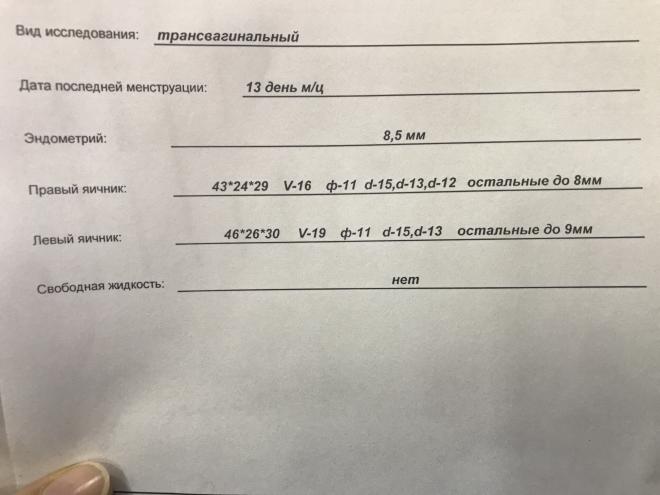 Вид исследования: трансвагинальный
Дата последней менструации: 13 день м/ц
Эндометрий: 8,5 мм
Правый яичник: 43*24*29 V-16 ф-11 d-15,d-13,d-12 остальные до 8мм
Левый яичник: 46*26*30 V-19 ф-11 d-15,d-13 остальные до 9мм
Свободная жидкость: нет